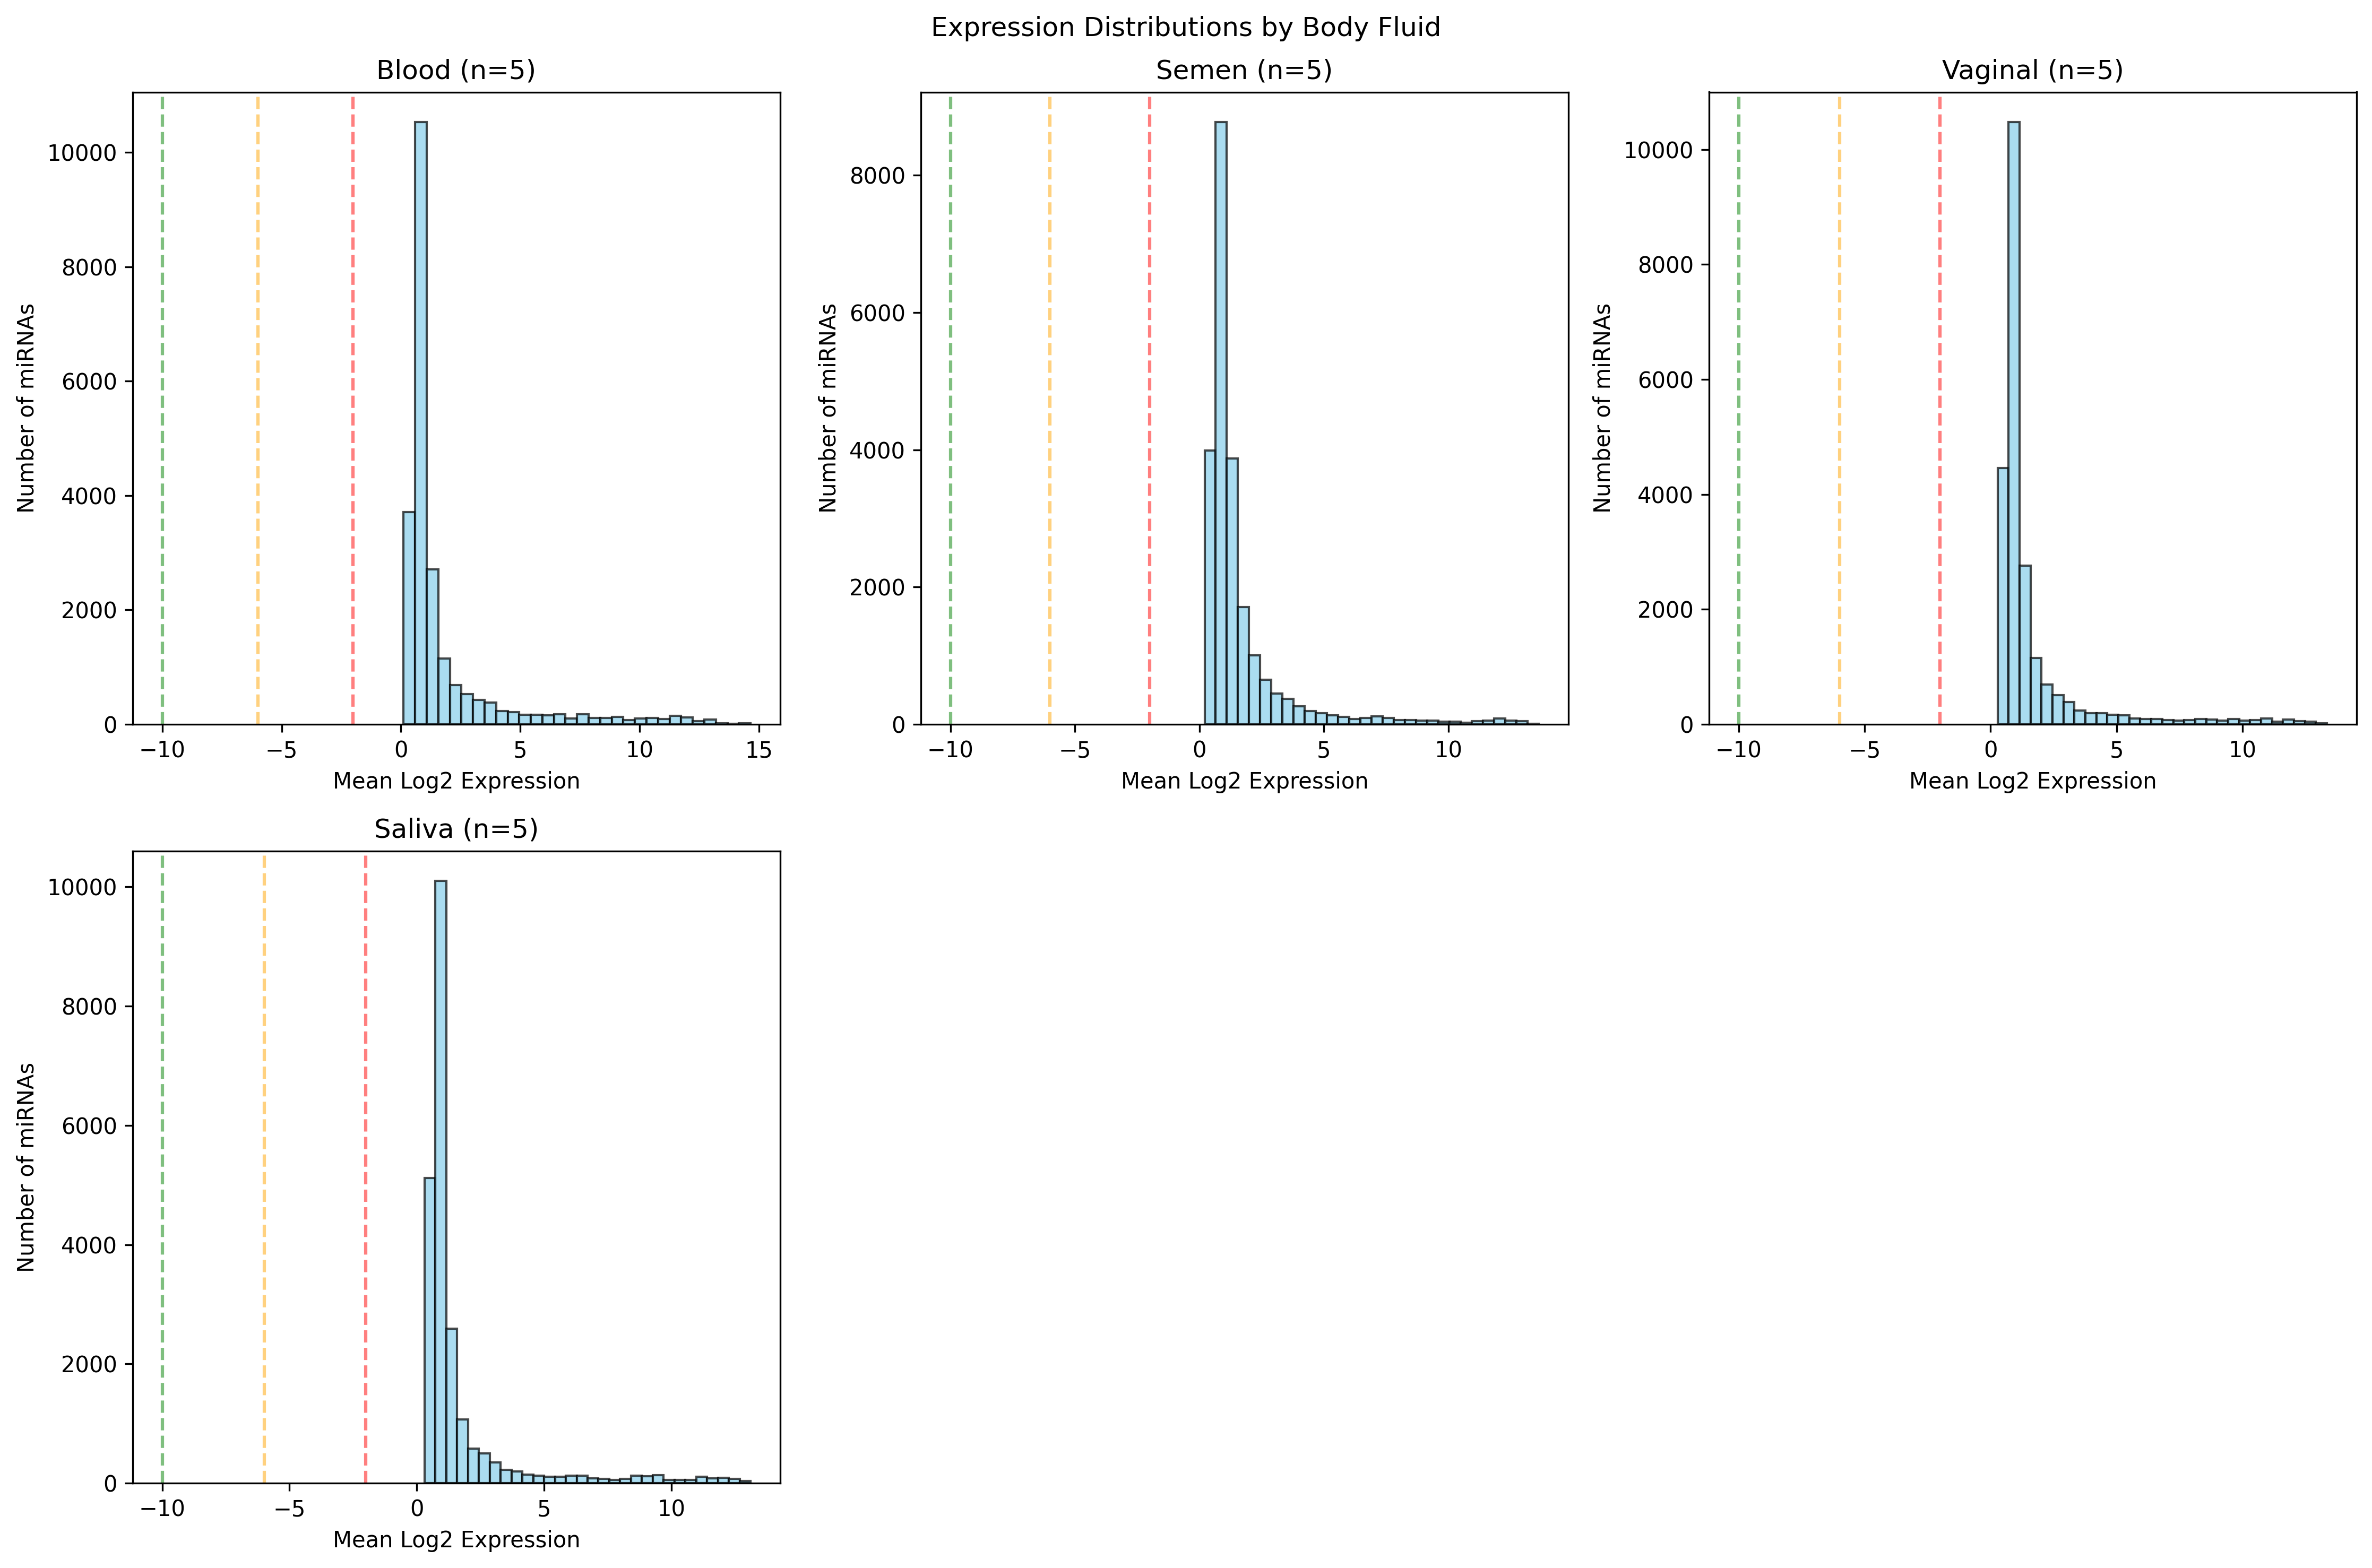 Expression Distributions by Body Fluid
Blood (n=5)
Number of miRNAs
10000
8000
6000
4000
2000
0
−10 −5 0 5 10 15
Mean Log2 Expression
Semen (n=5)
Number of miRNAs
8000
6000
4000
2000
0
−10 −5 0 5 10
Mean Log2 Expression
Vaginal (n=5)
Number of miRNAs
10000
8000
6000
4000
2000
0
−10 −5 0 5 10
Mean Log2 Expression
Saliva (n=5)
Number of miRNAs
10000
8000
6000
4000
2000
0
−10 −5 0 5 10
Mean Log2 Expression